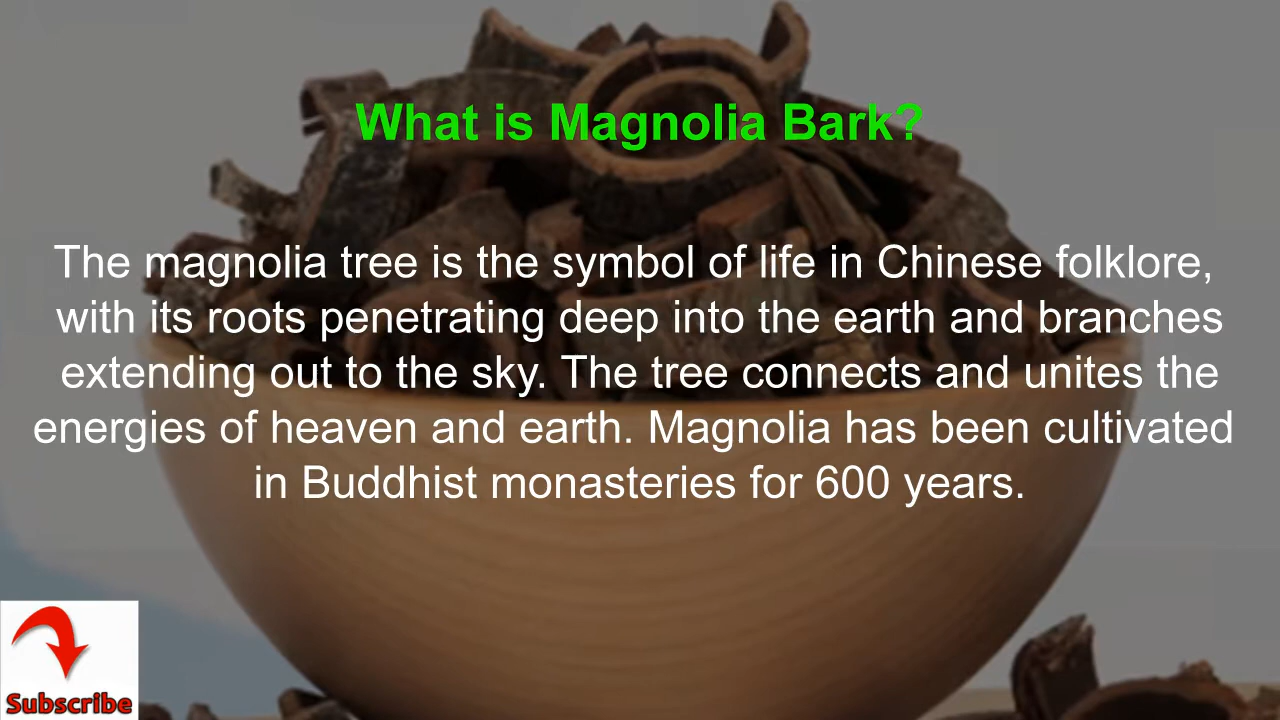 What is Magnolia Bark?
The magnolia tree is the symbol of life in Chinese folklore,
with its roots penetrating deep into the earth and branches
extending out to the sky. The tree connects and unites the
energies of heaven and earth. Magnolia has been cultivated
in Buddhist monasteries for 600 years.
Subscribe